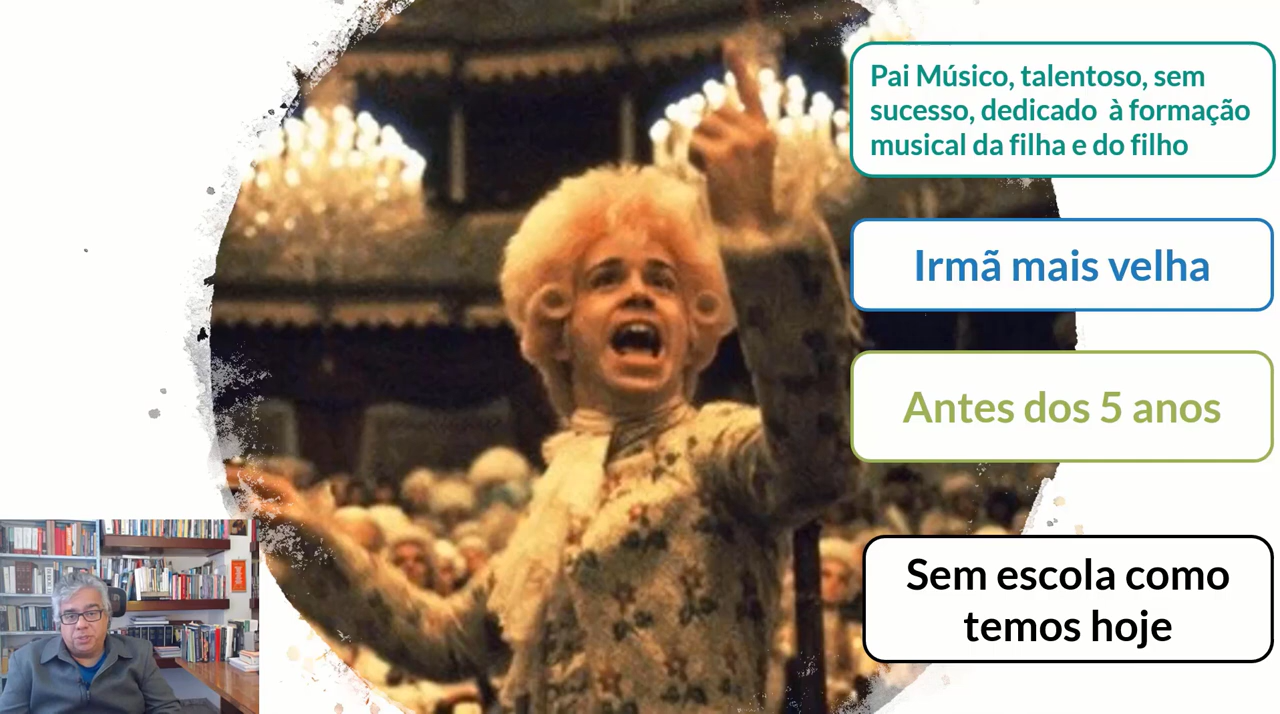 Pai Músico, talentoso, sem
sucesso, dedicado à formação
musical da filha e do filho
Irmã mais velha
Antes dos 5 anos
Sem escola como
temos hoje